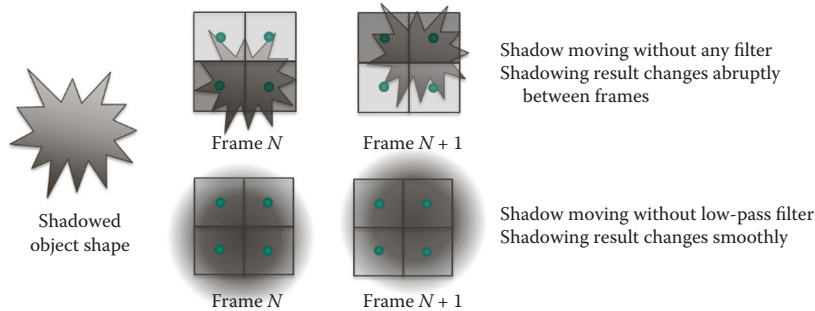 Shadow moving without any filter
Shadowing result changes abruptly
between frames
Frame N
Frame N + 1
Shadowed
object shape
Shadow moving without low-pass filter
Shadowing result changes smoothly
Frame N
Frame N + 1